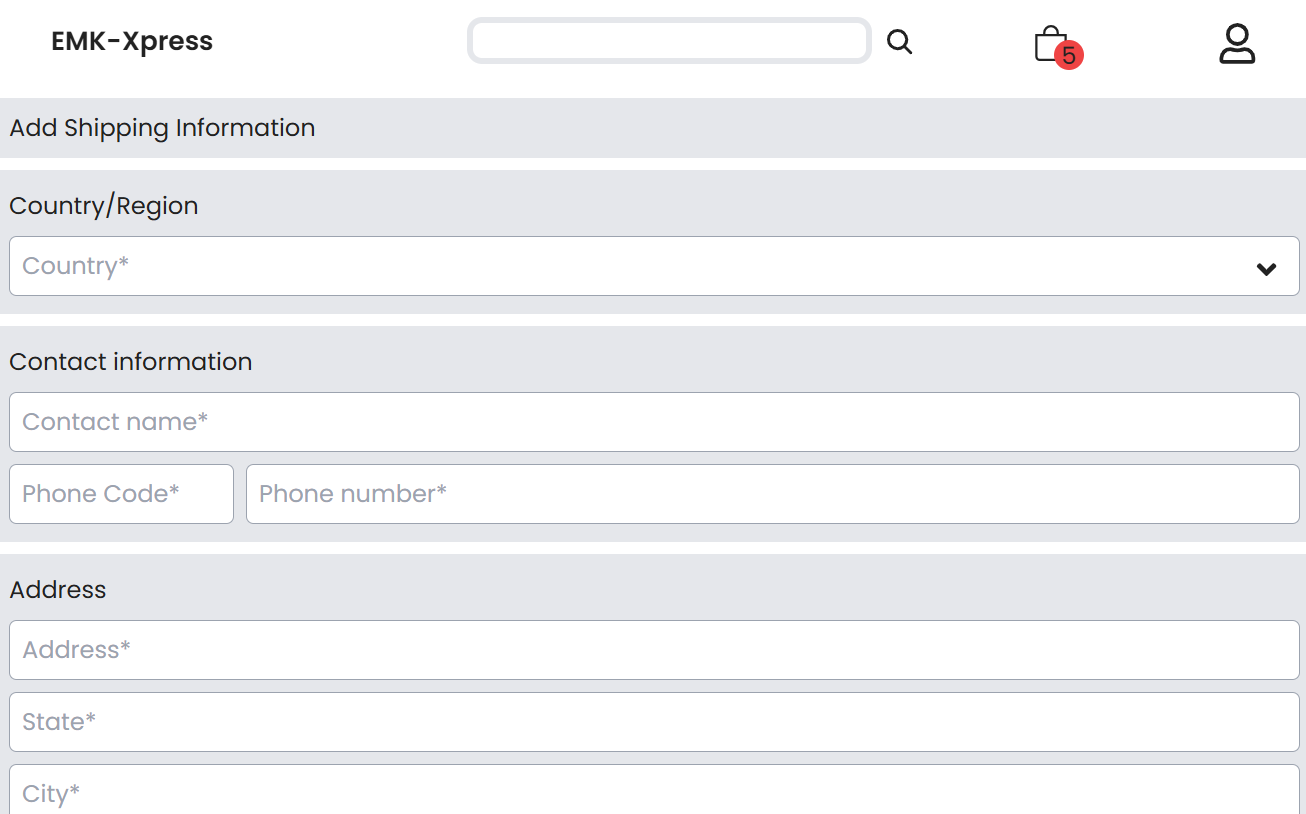 EMK-Xpress
5
Add Shipping Information
Country/Region
Country*
Contact information
Contact name*
Phone Code* Phone number*
Address
Address*
State*
City*